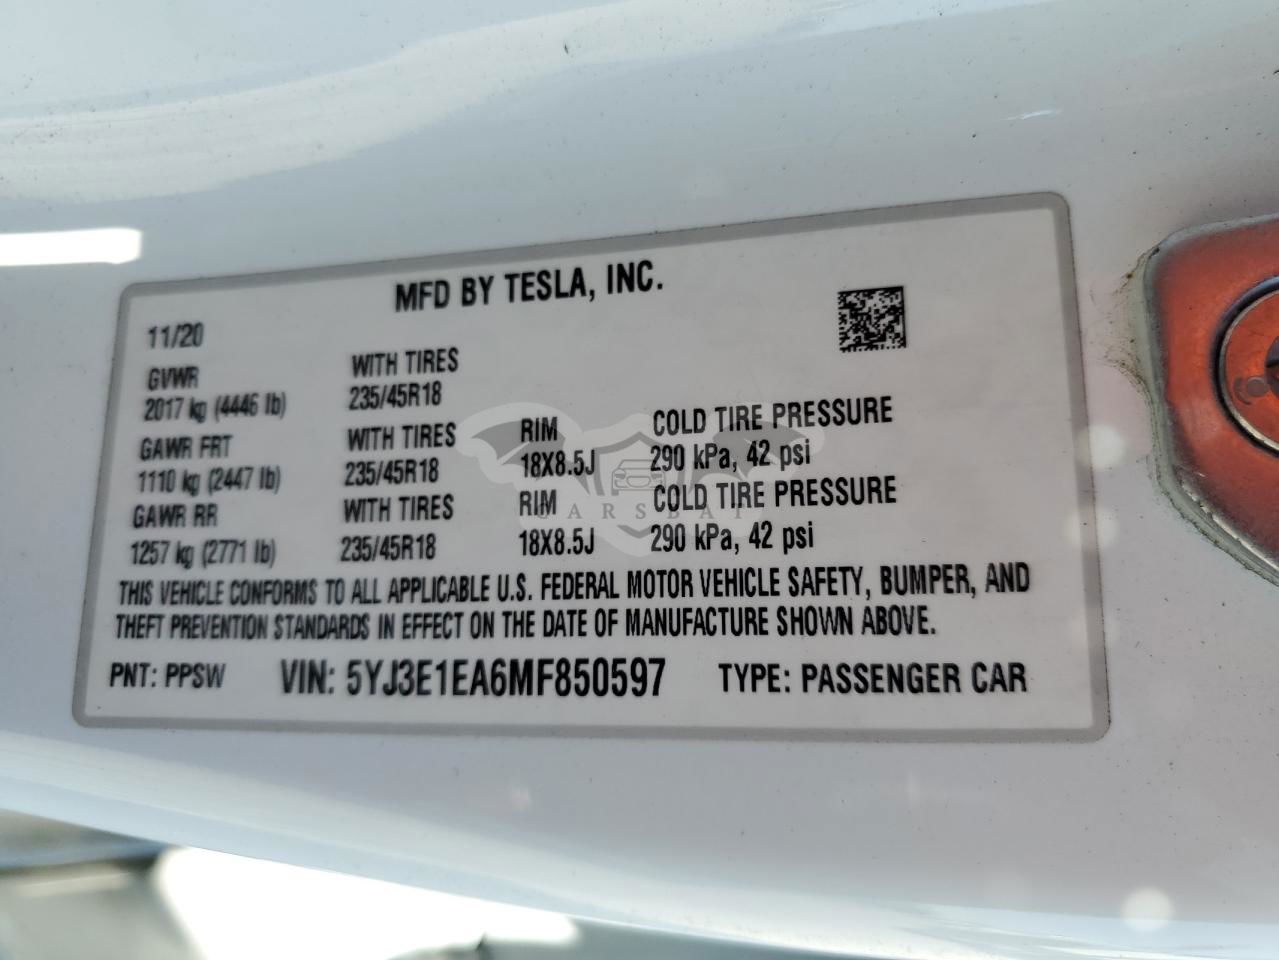 MFD BY TESLA, INC.
11/20
GVWR WITH TIRES
2017 kg (4446 lb) 235/45R18
GAWR FRT WITH TIRES RIM COLD TIRE PRESSURE
1110 kg (2447 lb) 235/45R18 18X8.5J 290 kPa, 42 psi
GAWR RR WITH TIRES RIM COLD TIRE PRESSURE
1257 kg (2771 lb) 235/45R18 18X8.5J 290 kPa, 42 psi
THIS VEHICLE CONFORMS TO ALL APPLICABLE U.S. FEDERAL MOTOR VEHICLE SAFETY, BUMPER, AND
THEFT PREVENTION STANDARDS IN EFFECT ON THE DATE OF MANUFACTURE SHOWN ABOVE.
PNT: PPSW VIN: 5YJ3E1EA6MF850597 TYPE: PASSENGER CAR
CARSBAT